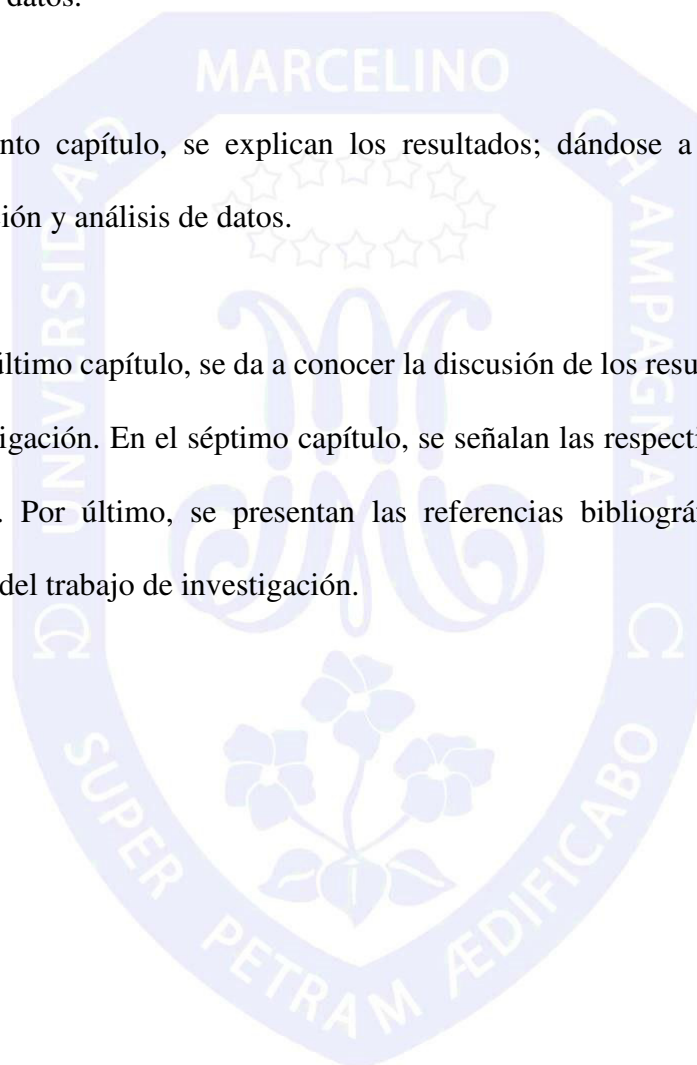 datos.
MARCELINO
UNIVERSIDAD
CHAMPAGNAT
nto capítulo, se explican los resultados; dándose a
ión y análisis de datos.
último capítulo, se da a conocer la discusión de los resu
igación. En el séptimo capítulo, se señalan las respecti
. Por último, se presentan las referencias bibliográ
del trabajo de investigación.
SUPER PETRAM ÆDIFICABO